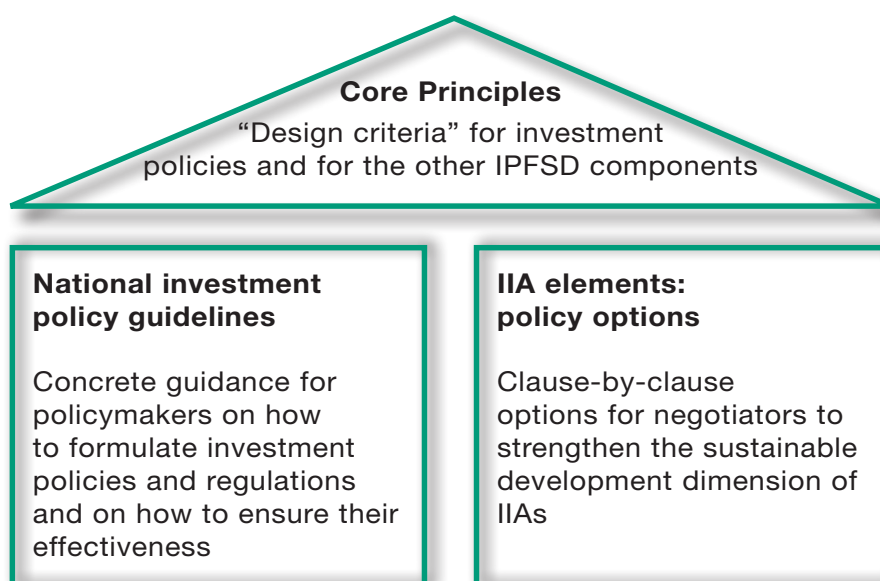 Core Principles
“Design criteria” for investment
policies and for the other IPFSD components
National investment
policy guidelines
Concrete guidance for
policymakers on how
to formulate investment
policies and regulations
and on how to ensure their
effectiveness
IIA elements:
policy options
Clause-by-clause
options for negotiators to
strengthen the sustainable
development dimension of
IIAs